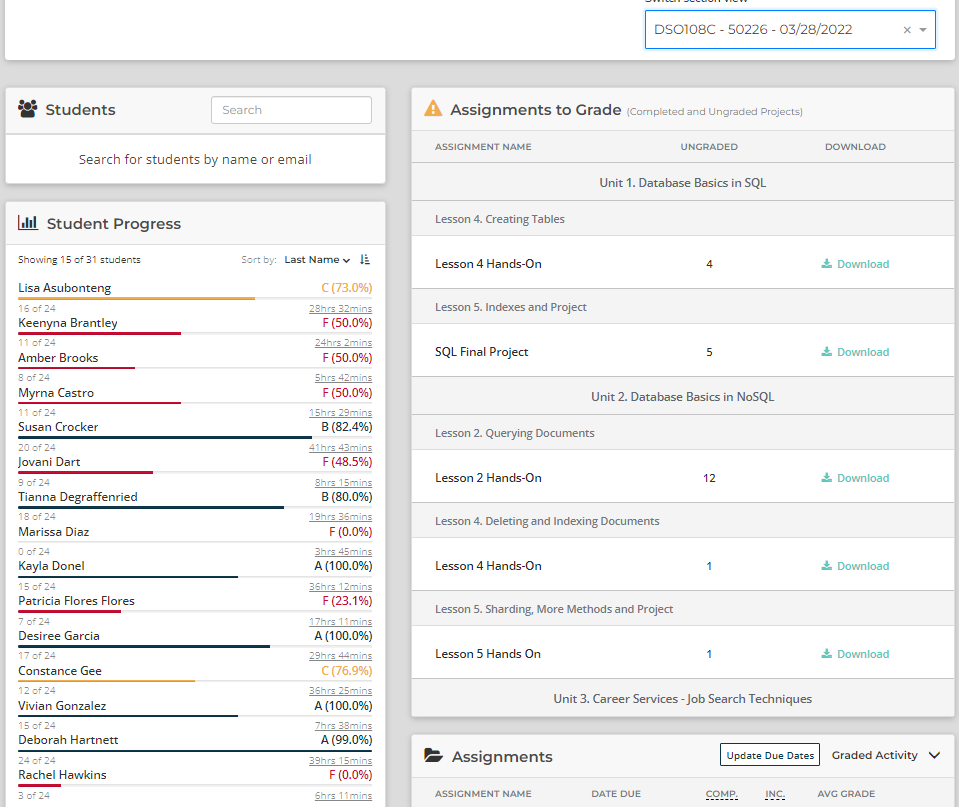 Switch section view
DSO108C - 50226 - 03/28/2022 ×
Students Search
Search for students by name or email
Student Progress
Showing 15 of 31 students Sort by: Last Name
Lisa Asubonteng C (73.0%)
16 of 24 28hrs 32mins
Keenyna Brantley F (50.0%)
11 of 24 24hrs 2mins
Amber Brooks F (50.0%)
8 of 24 5hrs 42mins
Myrna Castro F (50.0%)
11 of 24 15hrs 29mins
Susan Crocker B (82.4%)
20 of 24 41hrs 43mins
Jovani Dart F (48.5%)
9 of 24 8hrs 15mins
Tianna Degraffenried B (80.0%)
18 of 24 19hrs 36mins
Marissa Diaz F (0.0%)
0 of 24 3hrs 45mins
Kayla Donel A (100.0%)
15 of 24 36hrs 12mins
Patricia Flores Flores F (23.1%)
7 of 24 17hrs 11mins
Desiree Garcia A (100.0%)
17 of 24 29hrs 44mins
Constance Gee C (76.9%)
12 of 24 36hrs 25mins
Vivian Gonzalez A (100.0%)
15 of 24 7hrs 38mins
Deborah Hartnett A (99.0%)
24 of 24 39hrs 15mins
Rachel Hawkins F (0.0%)
3 of 24 6hrs 11mins
Assignments to Grade (Completed and Ungraded Projects)
ASSIGNMENT NAME UNGRADED DOWNLOAD
Unit 1. Database Basics in SQL
Lesson 4. Creating Tables
Lesson 4 Hands-On 4 Download
Lesson 5. Indexes and Project
SQL Final Project 5 Download
Unit 2. Database Basics in NoSQL
Lesson 2. Querying Documents
Lesson 2 Hands-On 12 Download
Lesson 4. Deleting and Indexing Documents
Lesson 4 Hands-On 1 Download
Lesson 5. Sharding, More Methods and Project
Lesson 5 Hands On 1 Download
Unit 3. Career Services - Job Search Techniques
Assignments Update Due Dates Graded Activity
ASSIGNMENT NAME DATE DUE COMP. INC. AVG GRADE